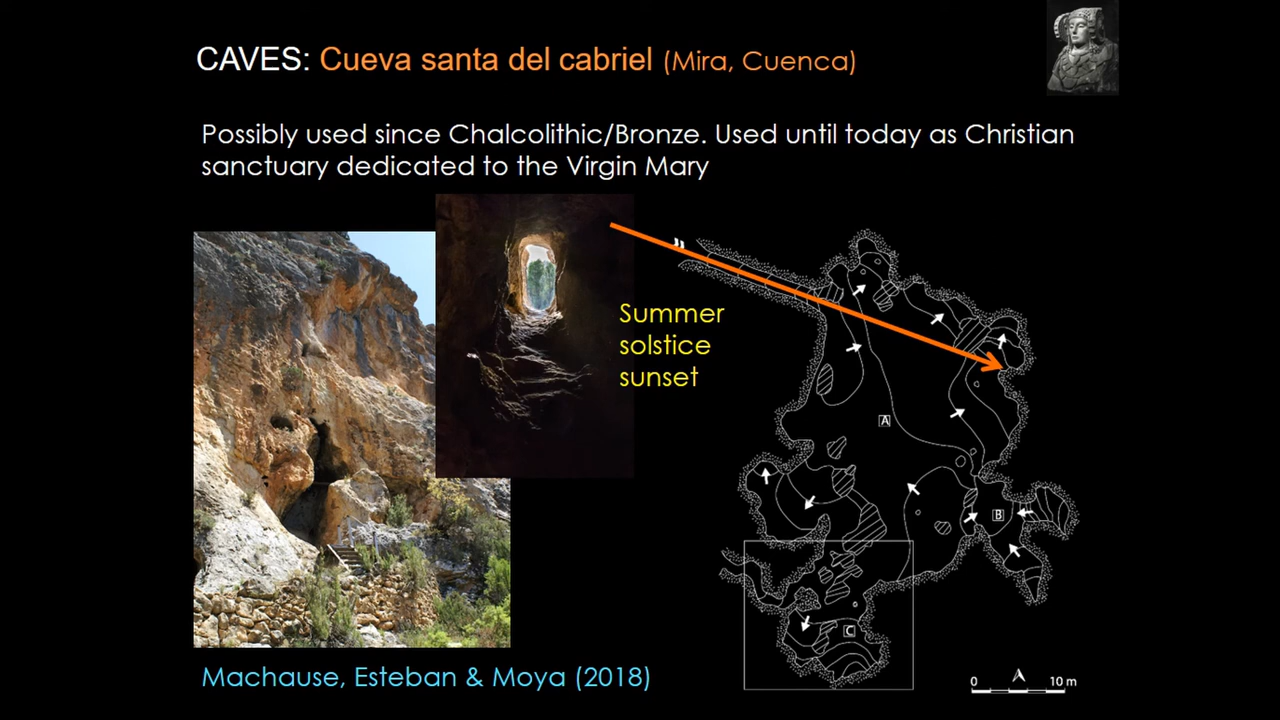 CAVES: Cueva santa del cabriel (Mira, Cuenca)
Possibly used since Chalcolithic/Bronze. Used until today as Christian
sanctuary dedicated to the Virgin Mary
Summer
solstice
sunset
A
B
C
Machause, Esteban & Moya (2018)
0 10 m